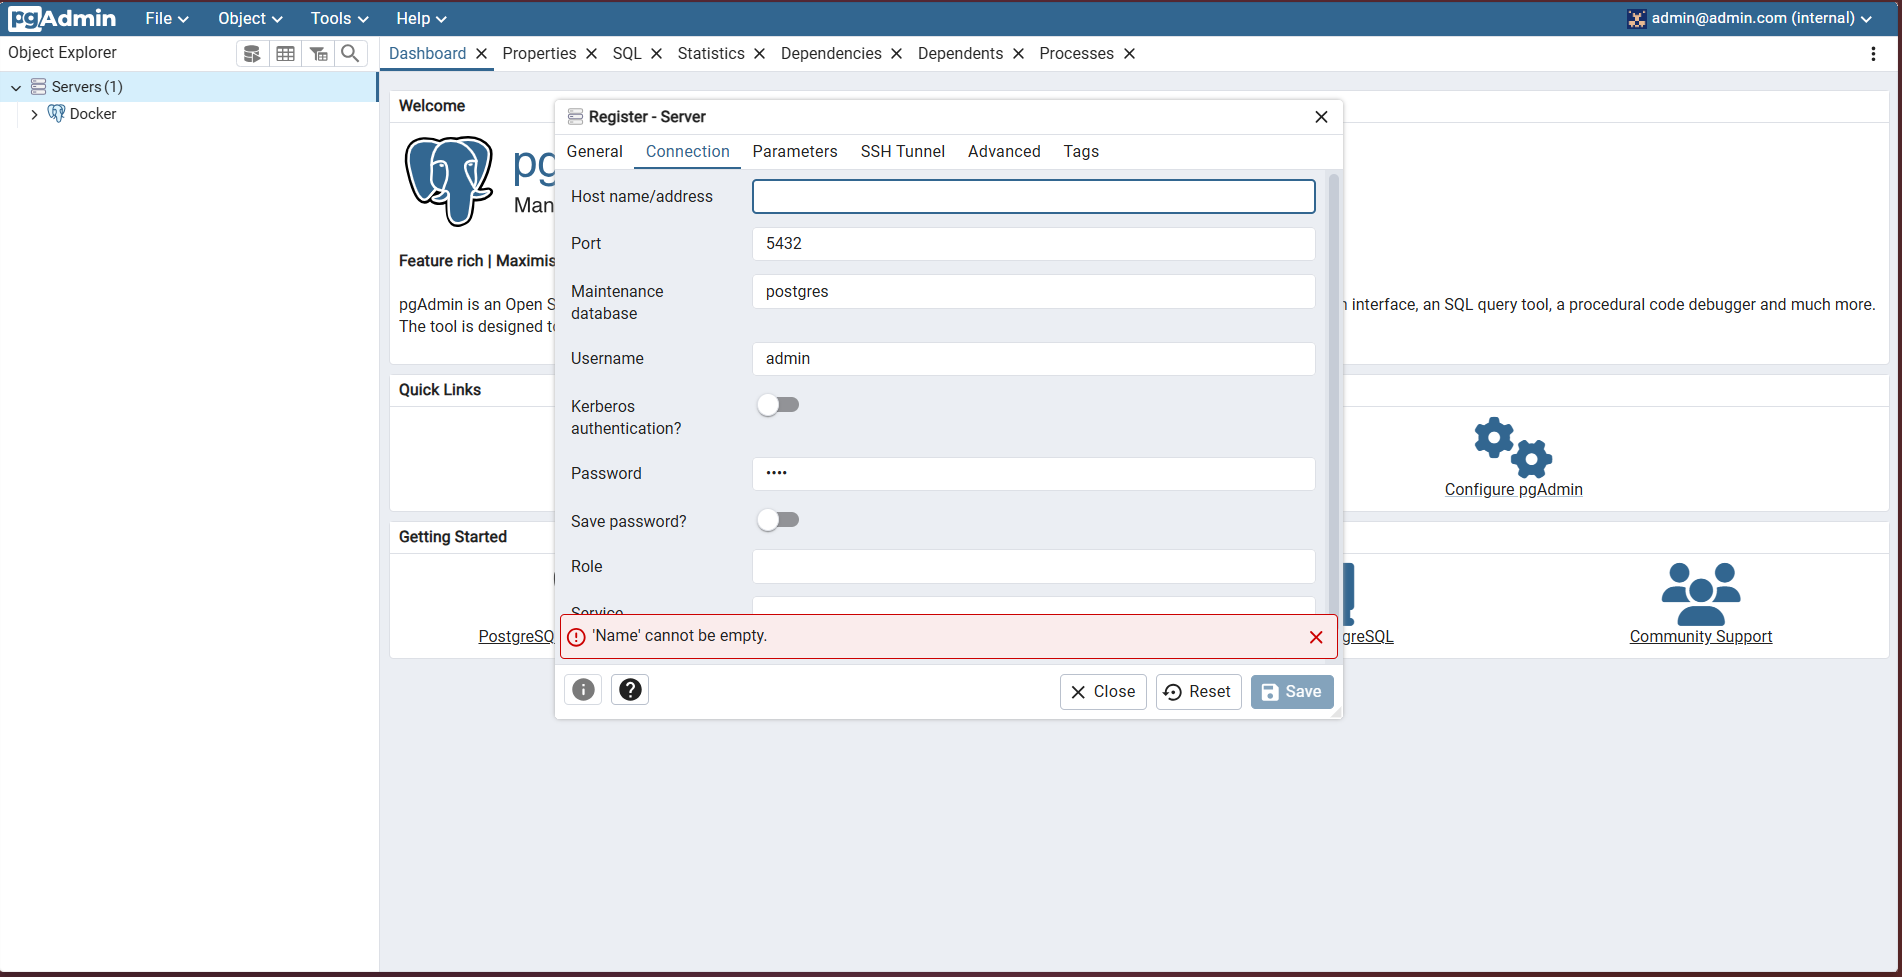 pgAdmin File Object Tools Help admin@admin.com (internal)
Object Explorer
Dashboard Properties SQL Statistics Dependencies Dependents Processes
Servers (1)
Docker
Welcome
pg
Man
Feature rich | Maximis
pgAdmin is an Open S
n interface, an SQL query tool, a procedural code debugger and much more.
The tool is designed to
Quick Links
Configure pgAdmin
Getting Started
PostgreSQ
greSQL
Community Support
Register - Server
General Connection Parameters SSH Tunnel Advanced Tags
Host name/address
Port 5432
Maintenance
database
postgres
Username admin
Kerberos
authentication?
Password ••••
Save password?
Role
Service
'Name' cannot be empty.
Close Reset Save